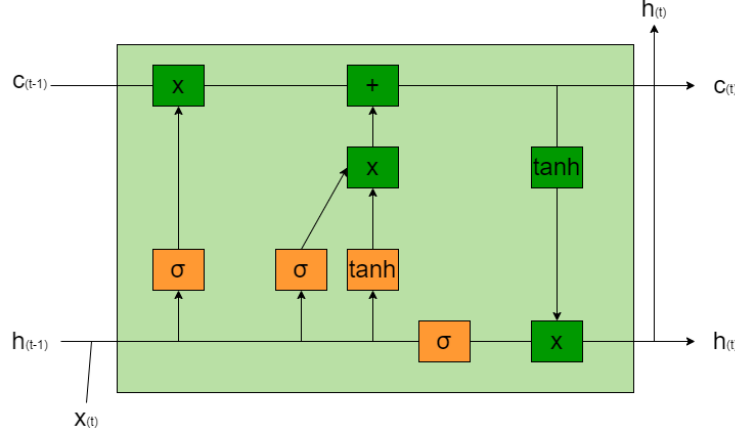 h(t)
c(t-1) x + c(t)
x tanh
σ σ tanh
h(t-1) σ x h(t)
x(t)